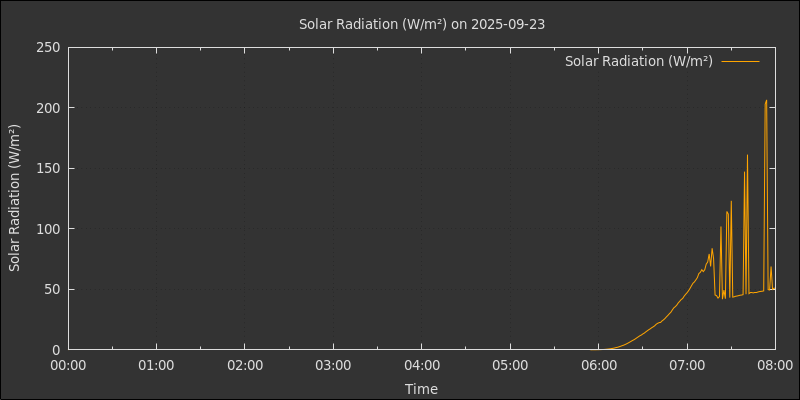 Solar Radiation (W/m²) on 2025-09-23
Solar Radiation (W/m²)
250
200
150
100
50
0
Solar Radiation (W/m²)
00:00 01:00 02:00 03:00 04:00 05:00 06:00 07:00 08:00
Time